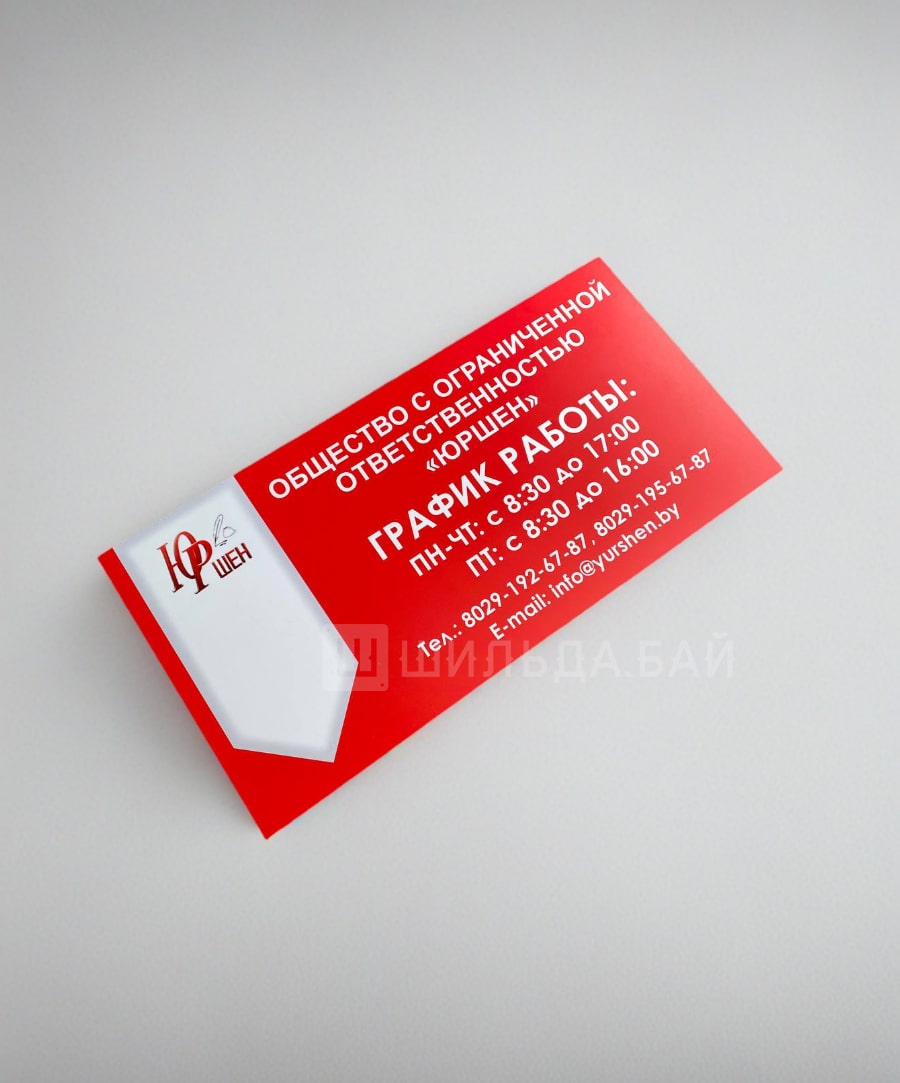 ЮР ШЕН
ОБЩЕСТВО С ОГРАНИЧЕННОЙ
ОТВЕТСТВЕННОСТЬЮ
«ЮРШЕН»
ГРАФИК РАБОТЫ:
ПН-ЧТ: с 8:30 до 17:00
ПТ: с 8:30 до 16:00
Тел.: 8029-192-67-87, 8029-195-67-87
E-mail: info@yurshen.by
ШИЛЬДА.БАЙ